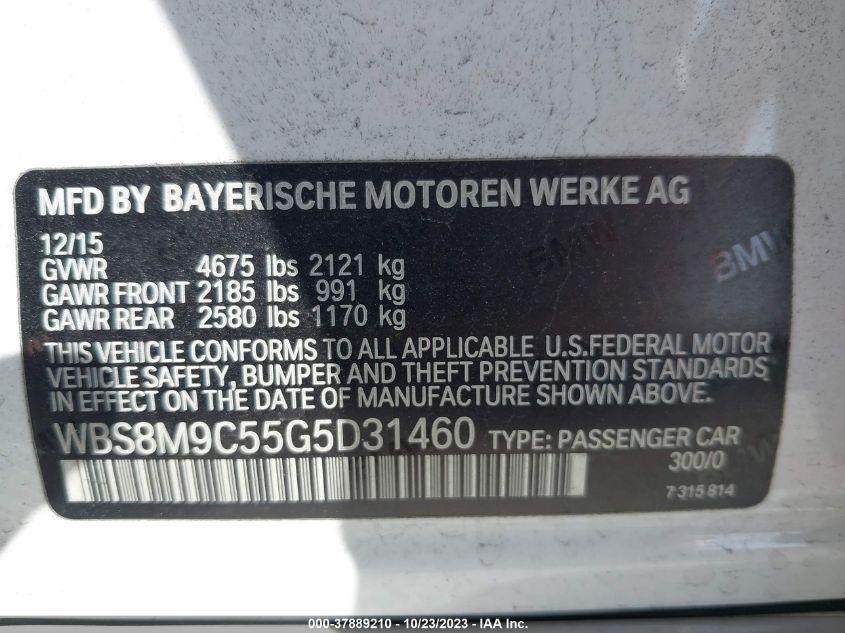 MFD BY BAYERISCHE MOTOREN WERKE AG
12/15
GVWR 4675 lbs 2121 kg
GAWR FRONT 2185 lbs 991 kg
GAWR REAR 2580 lbs 1170 kg
THIS VEHICLE CONFORMS TO ALL APPLICABLE U.S.FEDERAL MOTOR
VEHICLE SAFETY, BUMPER AND THEFT PREVENTION STANDARDS
IN EFFECT ON THE DATE OF MANUFACTURE SHOWN ABOVE.
WBS8M9C55G5D31460 TYPE: PASSENGER CAR
300/0
7 315 814
BMW
BMW
000-37889210 - 10/23/2023 - IAA Inc.